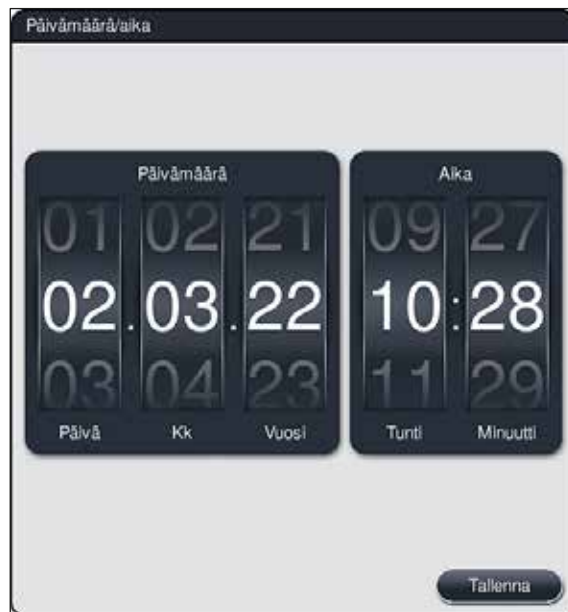 Päivämäärä/aika
Päivämäärä
Aika
01 02 21 09 27
02.03.22 10:28
03 04 23 11 29
Päivä Kk Vuosi Tunti Minuutti
Tallenna